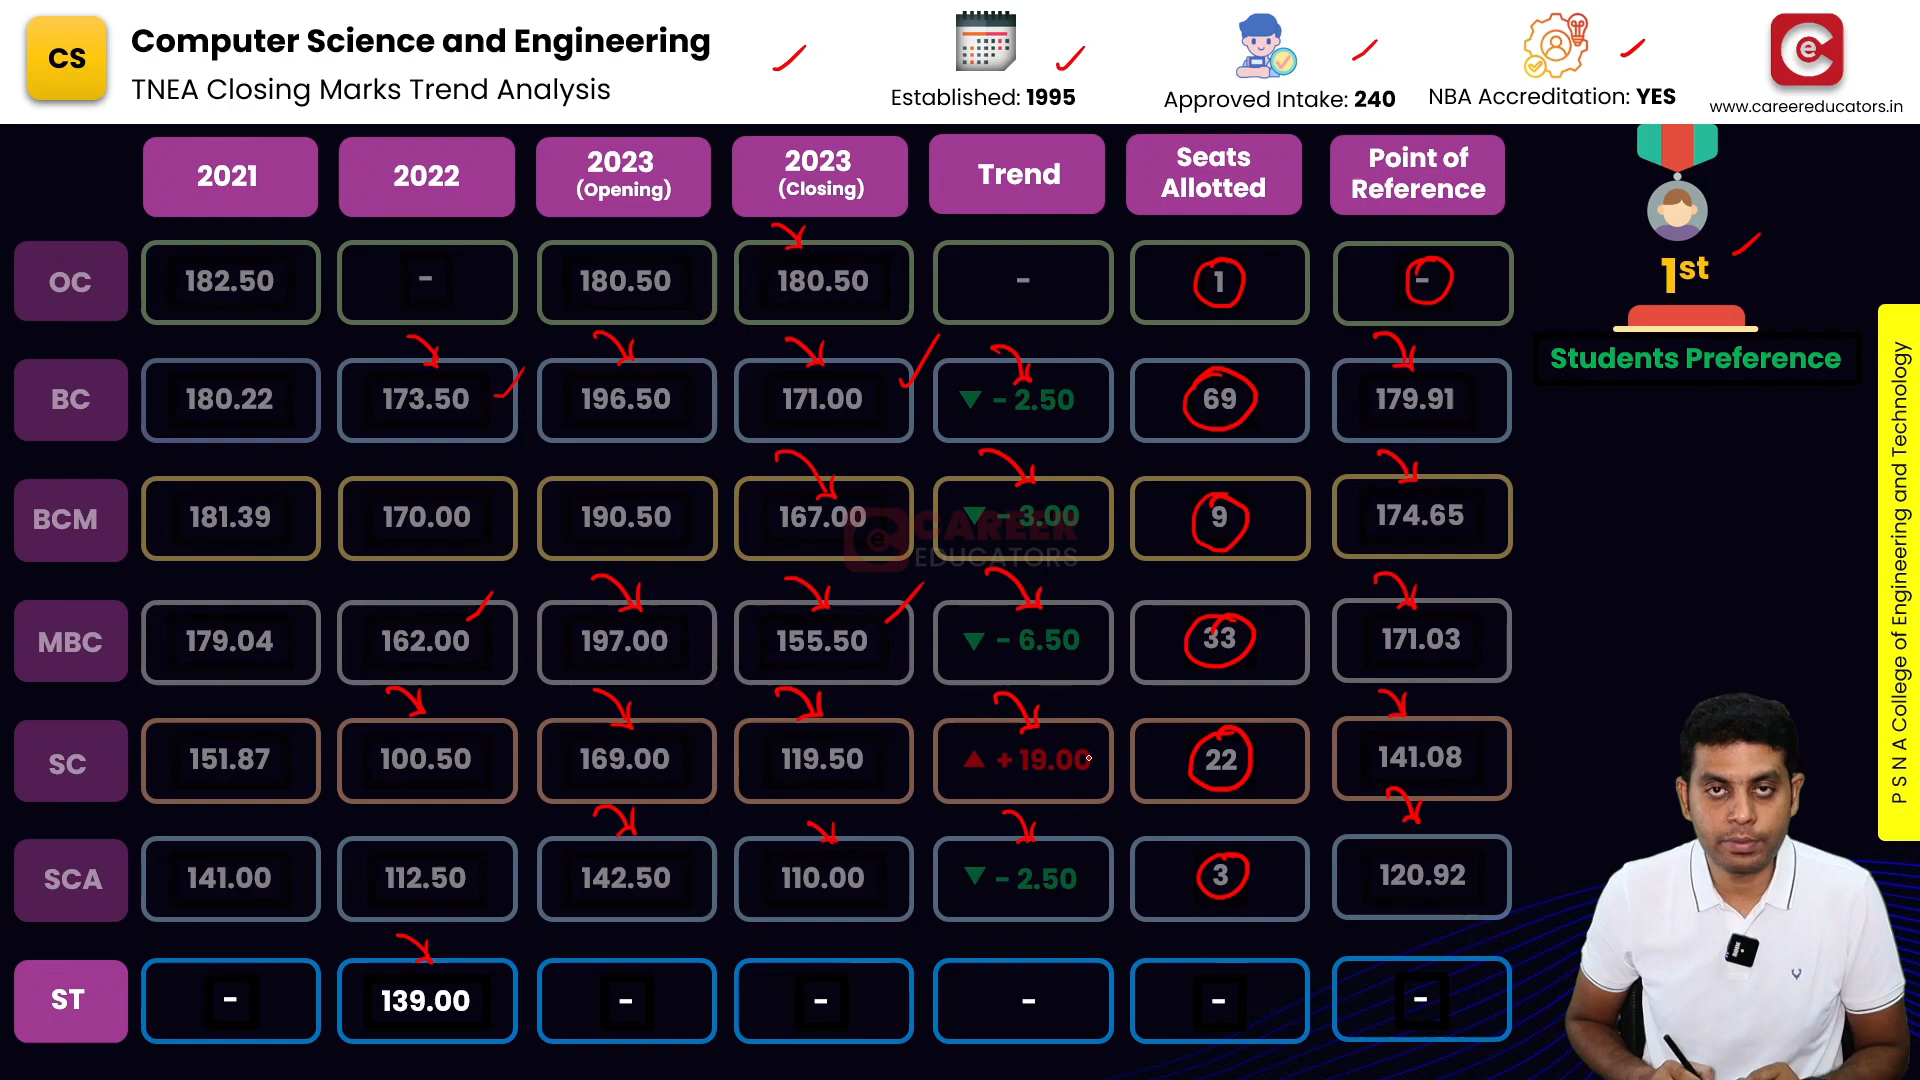 CS
Computer Science and Engineering
TNEA Closing Marks Trend Analysis
Established: 1995
Approved Intake: 240
NBA Accreditation: YES
e
www.careereducators.in
2021
2022
2023
(Opening)
2023
(Closing)
Trend
Seats
Allotted
Point of
Reference
OC
182.50
-
180.50
180.50
-
1
-
BC
180.22
173.50
196.50
171.00
▼ - 2.50
69
179.91
BCM
181.39
170.00
190.50
167.00
▼ - 3.00
9
174.65
MBC
179.04
162.00
197.00
155.50
▼ - 6.50
33
171.03
SC
151.87
100.50
169.00
119.50
▲ + 19.00
22
141.08
SCA
141.00
112.50
142.50
110.00
▼ - 2.50
3
120.92
ST
-
139.00
-
-
-
-
-
e CAREER
EDUCATORS
1st
Students Preference
P S N A College of Engineering and Technology